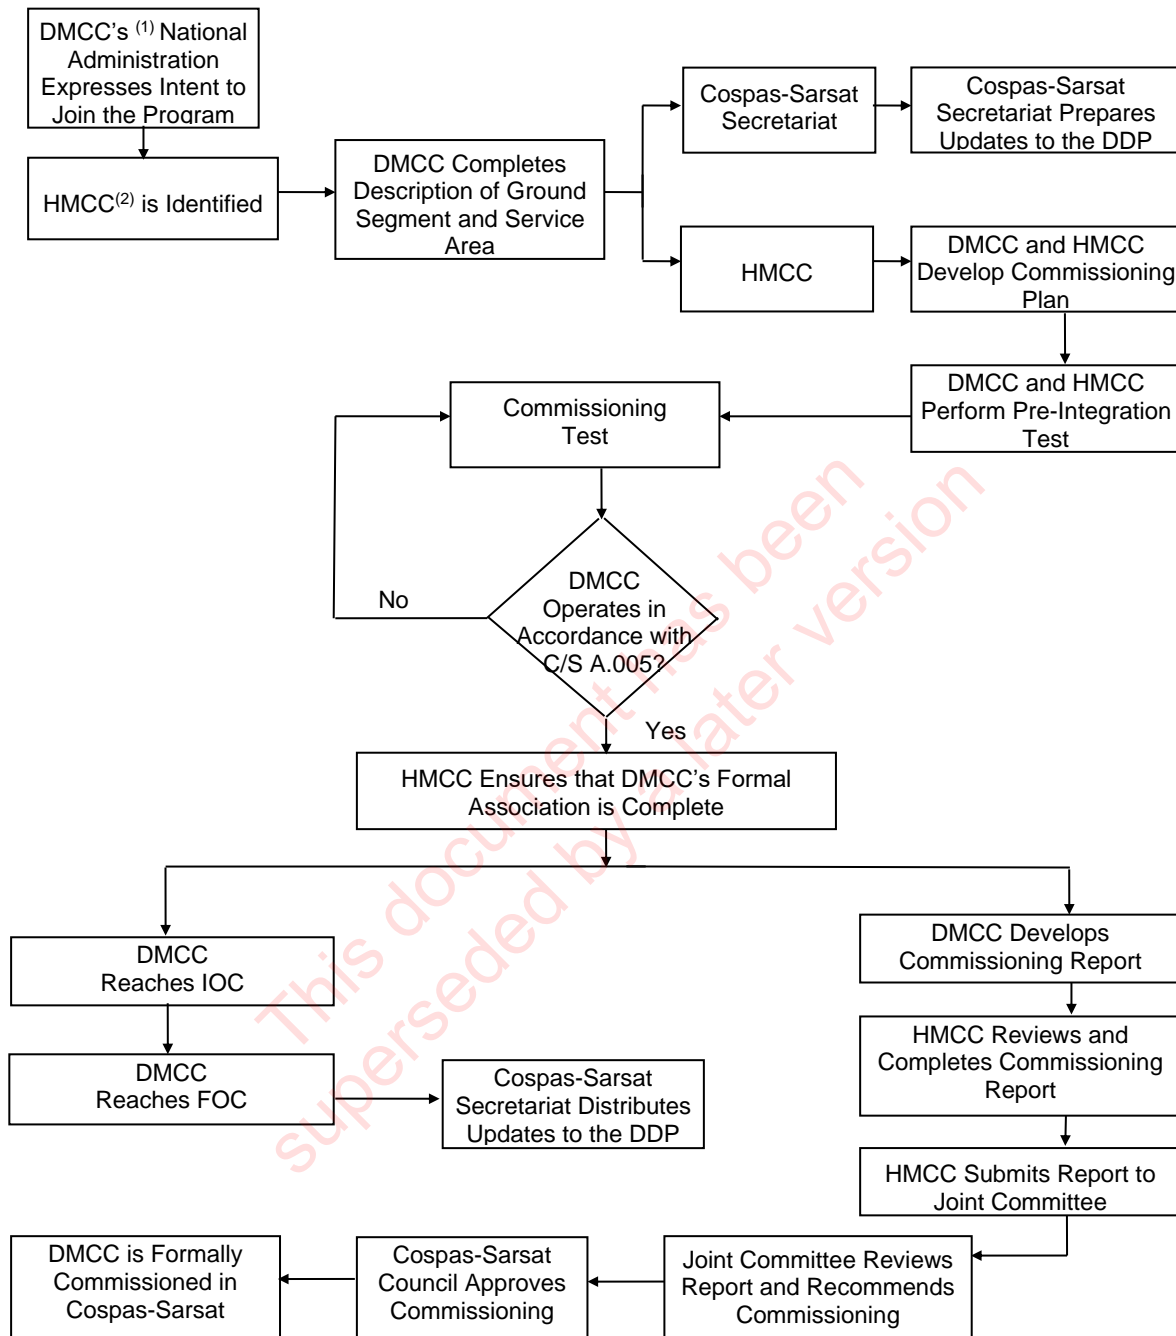 DMCC's (1) National
Administration
Expresses Intent to
Join the Program
HMCC(2) is Identified
DMCC Completes
Description of Ground
Segment and Service
Area
Cospas-Sarsat
Secretariat
Cospas-Sarsat
Secretariat Prepares
Updates to the DDP
HMCC
DMCC and HMCC
Develop Commissioning
Plan
DMCC and HMCC
Perform Pre-Integration
Test
Commissioning
Test
DMCC
Operates in
Accordance with
C/S A.005?
No
Yes
HMCC Ensures that DMCC's Formal
Association is Complete
DMCC
Reaches IOC
DMCC
Reaches FOC
Cospas-Sarsat
Secretariat Distributes
Updates to the DDP
DMCC Develops
Commissioning Report
HMCC Reviews and
Completes Commissioning
Report
HMCC Submits Report to
Joint Committee
Joint Committee Reviews
Report and Recommends
Commissioning
Cospas-Sarsat
Council Approves
Commissioning
DMCC is Formally
Commissioned in
Cospas-Sarsat
This document has been
superseded by a later version